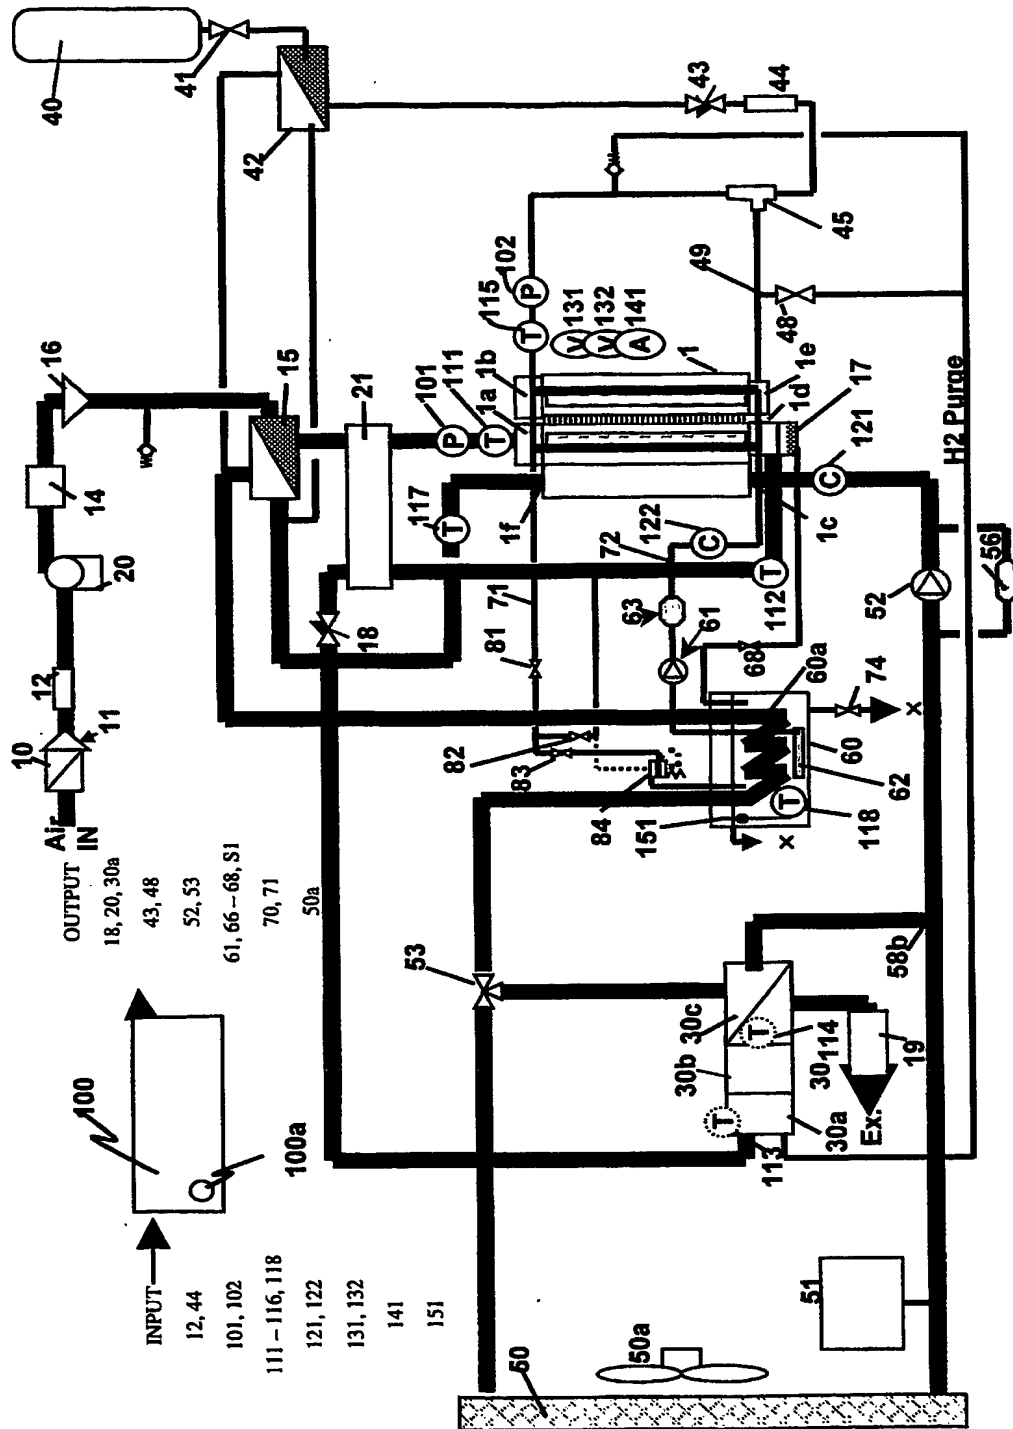 INPUT
12, 44
101, 102
111 – 116, 118
121, 122
131, 132
141
151
100
100a
OUTPUT
18, 20, 30a
43, 48
52, 53
61, 66 – 68, S1
70, 71
50a
Air IN
10
11
12
20
14
16
W
15
21
18
117
T
101
P
111
T
1a
1b
1f
115
T
102
P
131
V
132
V
141
A
1
1e
1d
17
1c
121
C
122
C
72
112
T
40
41
42
43
44
45
W
49
48
H2 Purge
71
81
82
83
84
63
61
68
60a
74
X
60
62
118
T
151
X
52
56
53
30c
T
30b
114
30
30a
T
113
19
Ex.
58b
51
50a
50